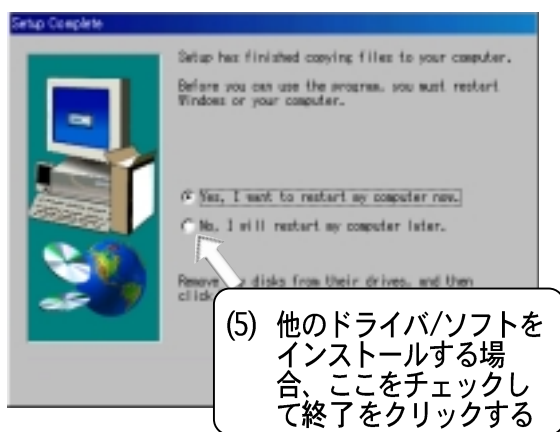 Setup Complete
Setup has finished copying files to your computer.
Before you can use the program, you must restart
Windows or your computer.
Yes, I want to restart my computer now.
No, I will restart my computer later.
Remove disks from their drives, and then
click
(5) 他のドライバ/ソフトを
インストールする場
合、ここをチェックし
て終了をクリックする